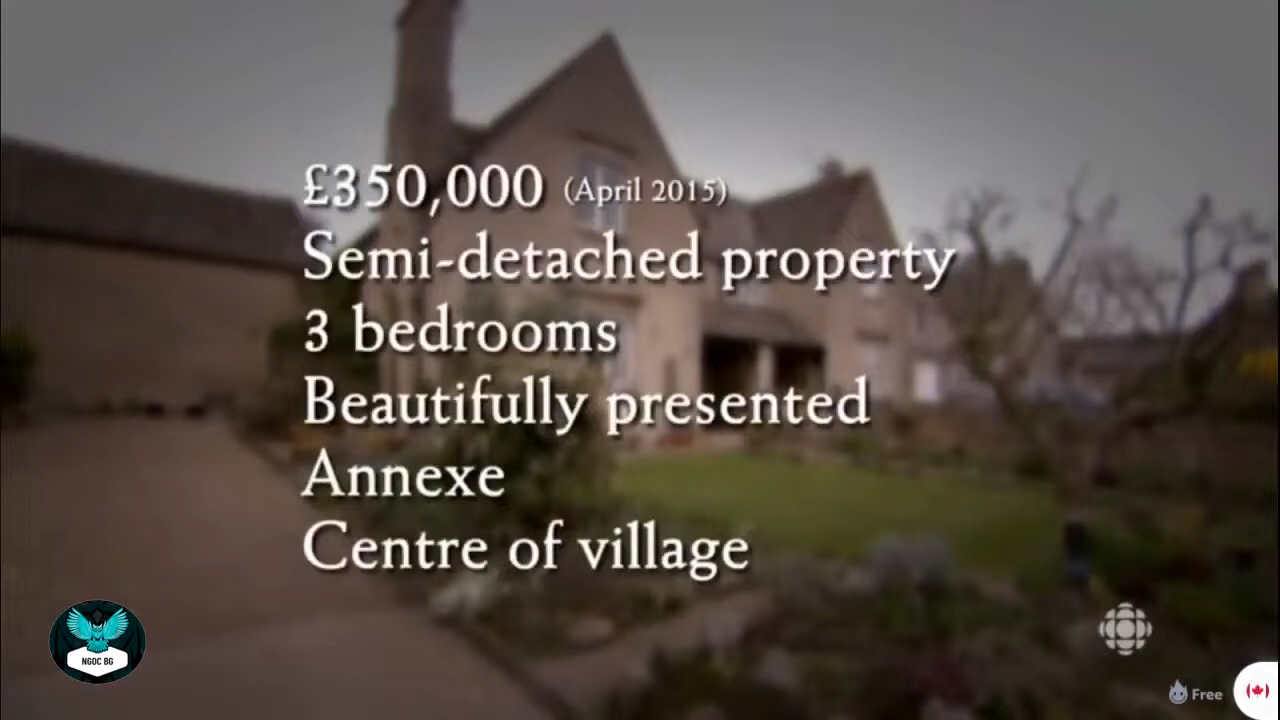 £350,000 (April 2015)
Semi-detached property
3 bedrooms
Beautifully presented
Annexe
Centre of village
NGOC BG
Free